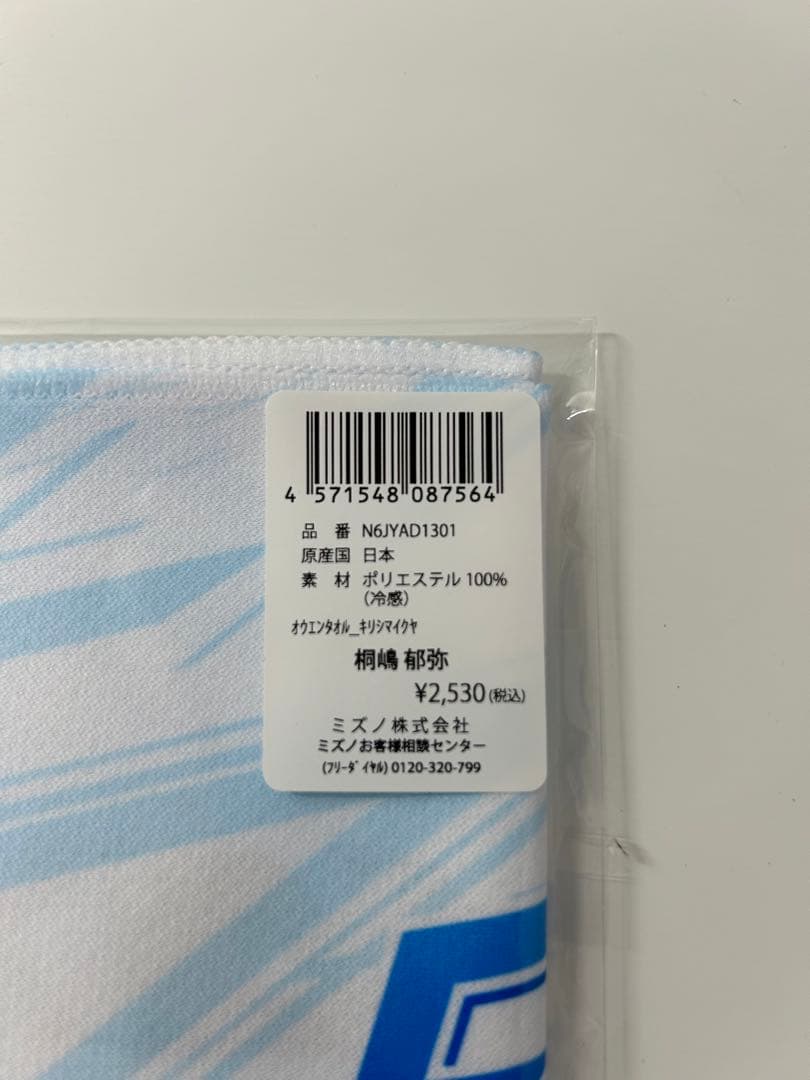 4 571548 087564
品 番 N6JYAD1301
原産国 日本
素 材 ポリエステル 100%
(冷感)
ｵｳｴﾝﾀｵﾙ_ｷﾘｼﾏｲｸﾔ
桐嶋 郁弥
¥2,530(税込)
ミズノ株式会社
ミズノお客様相談センター
(ﾌﾘｰﾀﾞｲﾔﾙ) 0120-320-799